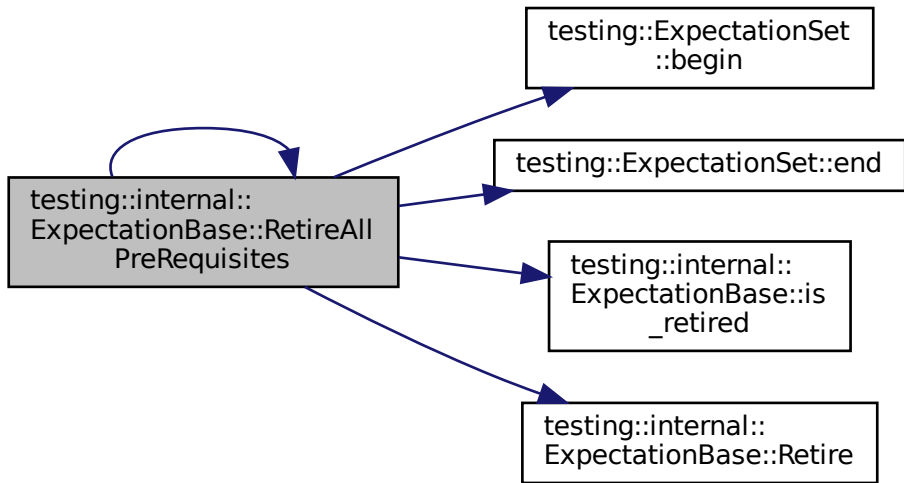 testing::ExpectationSet
::begin
testing::ExpectationSet::end
testing::internal::
ExpectationBase::RetireAll
PreRequisites
testing::internal::
ExpectationBase::is
_retired
testing::internal::
ExpectationBase::Retire